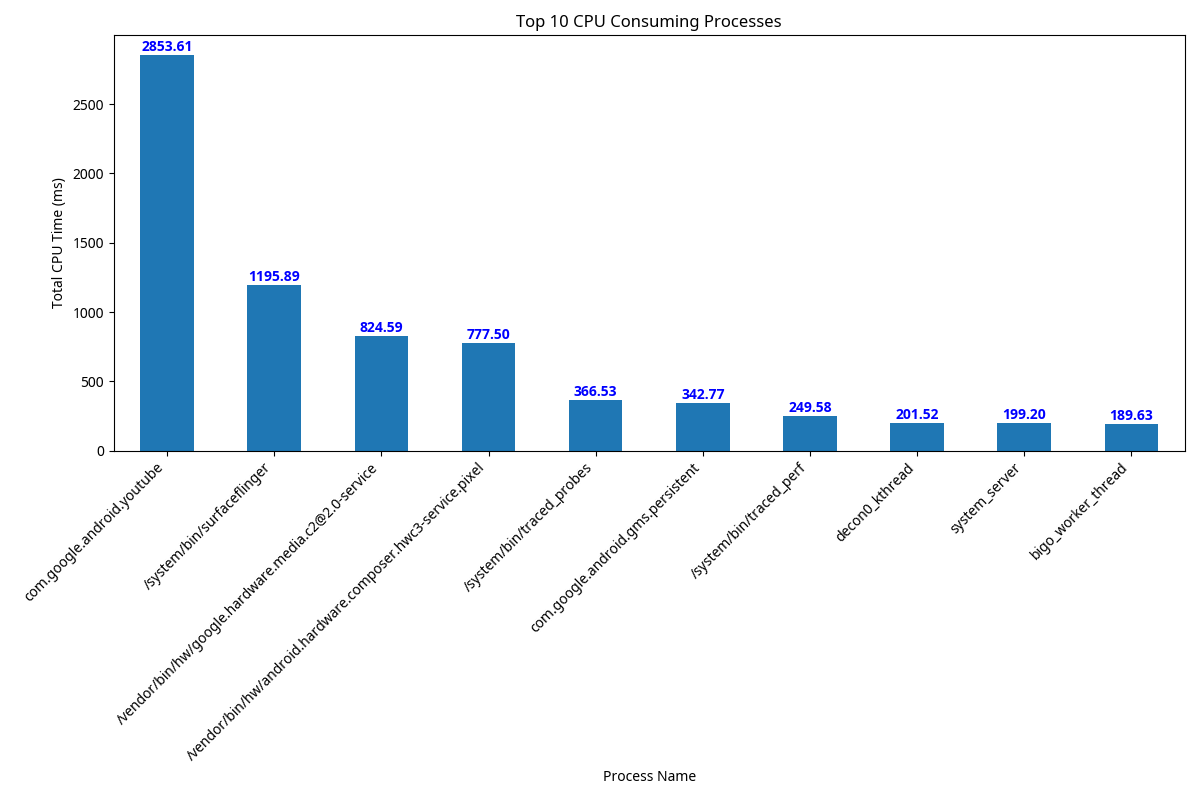 Top 10 CPU Consuming Processes
2853.61
1195.89
824.59
777.50
366.53
342.77
249.58
201.52
199.20
189.63
Total CPU Time (ms)
2500
2000
1500
1000
500
0
com.google.android.youtube
/system/bin/surfaceflinger
/vendor/bin/hw/google.hardware.media.c2@2.0-service
/vendor/bin/hw/android.hardware.composer.hwc3-service.pixel
/system/bin/traced_probes
com.google.android.gms.persistent
/system/bin/traced_perf
decon0_kthread
system_server
bigo_worker_thread
Process Name